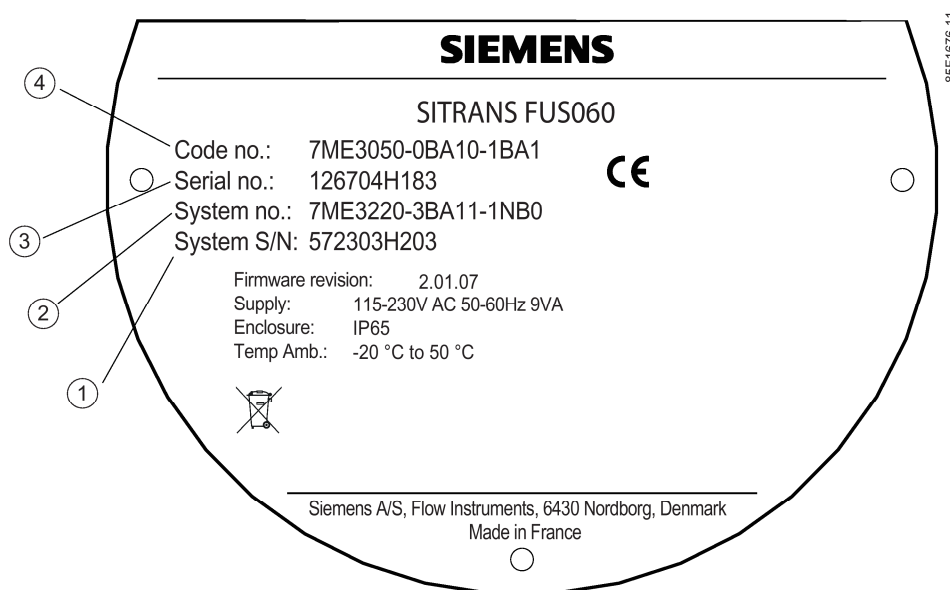 SIEMENS
SITRANS FUS060
Code no.: 7ME3050-0BA10-1BA1
Serial no.: 126704H183
System no.: 7ME3220-3BA11-1NB0
System S/N: 572303H203
CE
Firmware revision: 2.01.07
Supply: 115-230V AC 50-60Hz 9VA
Enclosure: IP65
Temp Amb.: -20 °C to 50 °C
Siemens A/S, Flow Instruments, 6430 Nordborg, Denmark
Made in France
4
3
2
1